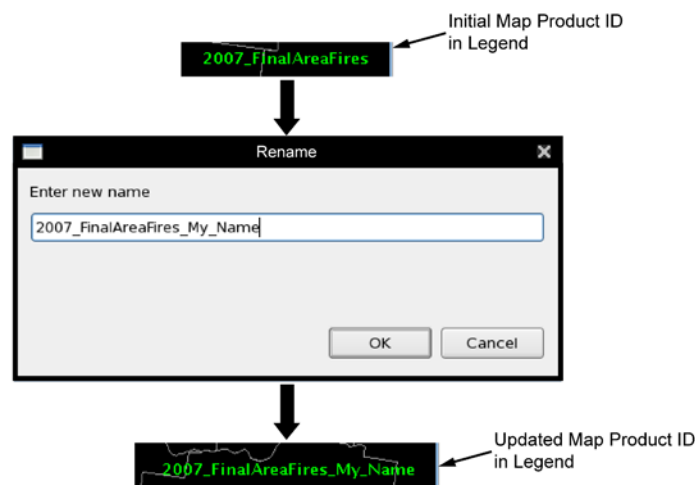 Initial Map Product ID
in Legend
2007_FinalAreaFires
Rename
Enter new name
2007_FinalAreaFires_My_Name
OK
Cancel
Updated Map Product ID
in Legend
2007_FinalAreaFires_My_Name